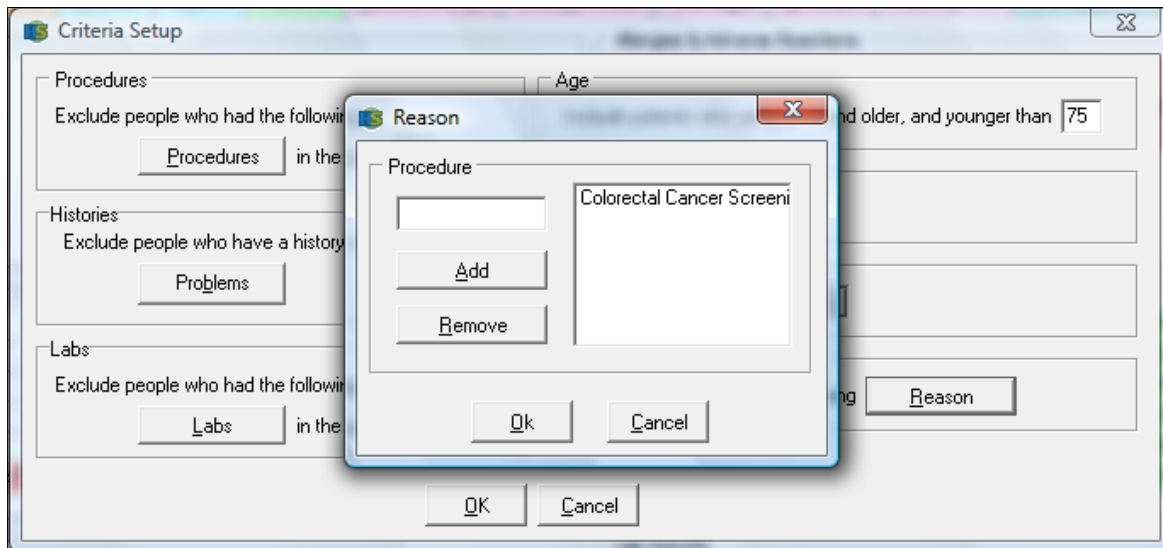 Criteria Setup
Procedures
Exclude people who had the followin
Procedures
in the
Histories
Exclude people who have a history
Problems
Labs
Exclude people who had the followin
Labs
in the
Age
nd older, and younger than 75
ng
Reason
Reason
Procedure
Colorectal Cancer Screeni
Add
Remove
Ok
Cancel
OK
Cancel